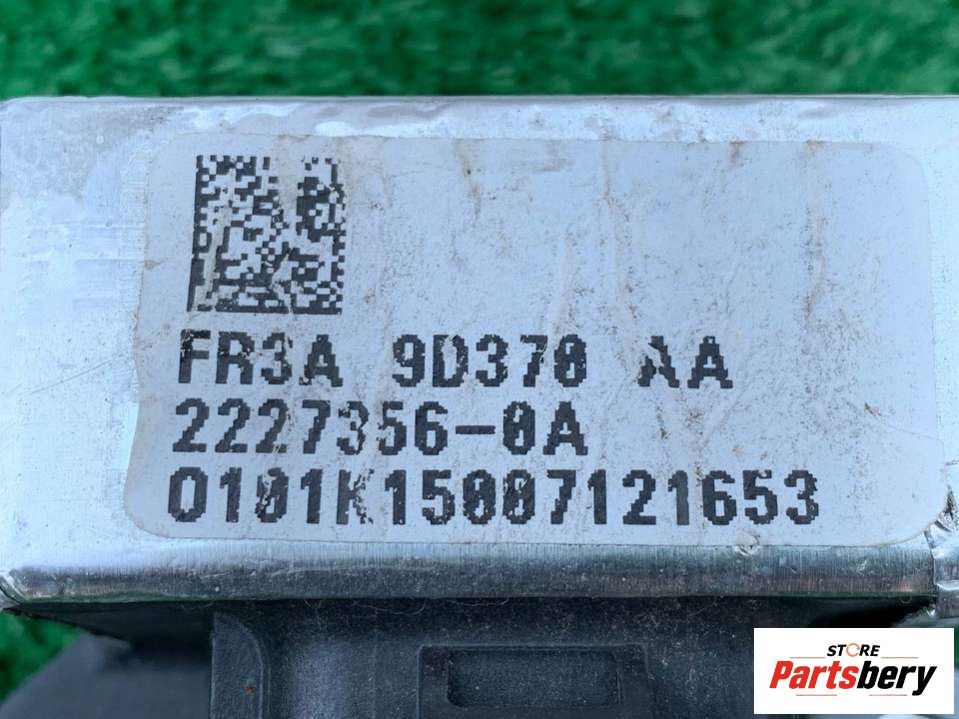 FR3A 9D370 AA
2227356-0A
0101K15007121653
STORE
Partsbery